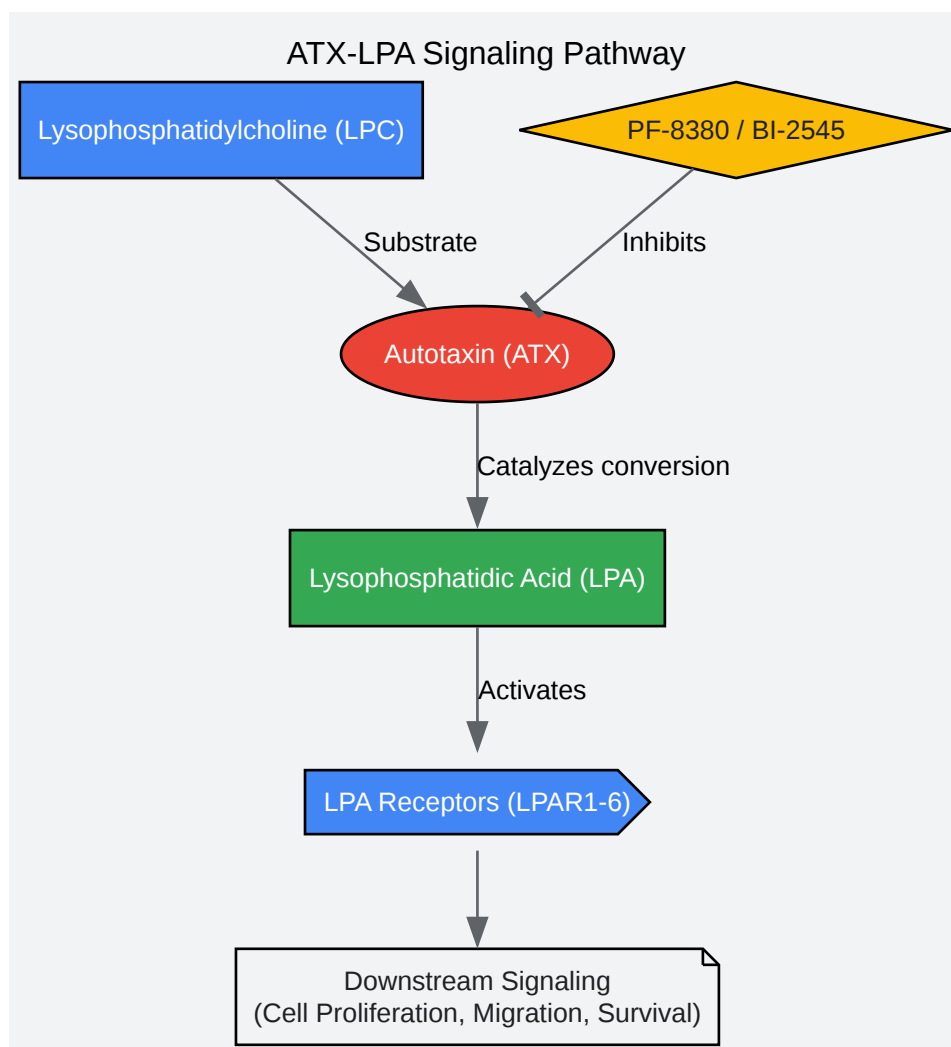 ATX-LPA Signaling Pathway
Lysophosphatidylcholine (LPC)
PF-8380 / BI-2545
Substrate
Inhibits
Autotaxin (ATX)
Catalyzes conversion
Lysophosphatidic Acid (LPA)
Activates
LPA Receptors (LPAR1-6)
Downstream Signaling
(Cell Proliferation, Migration, Survival)